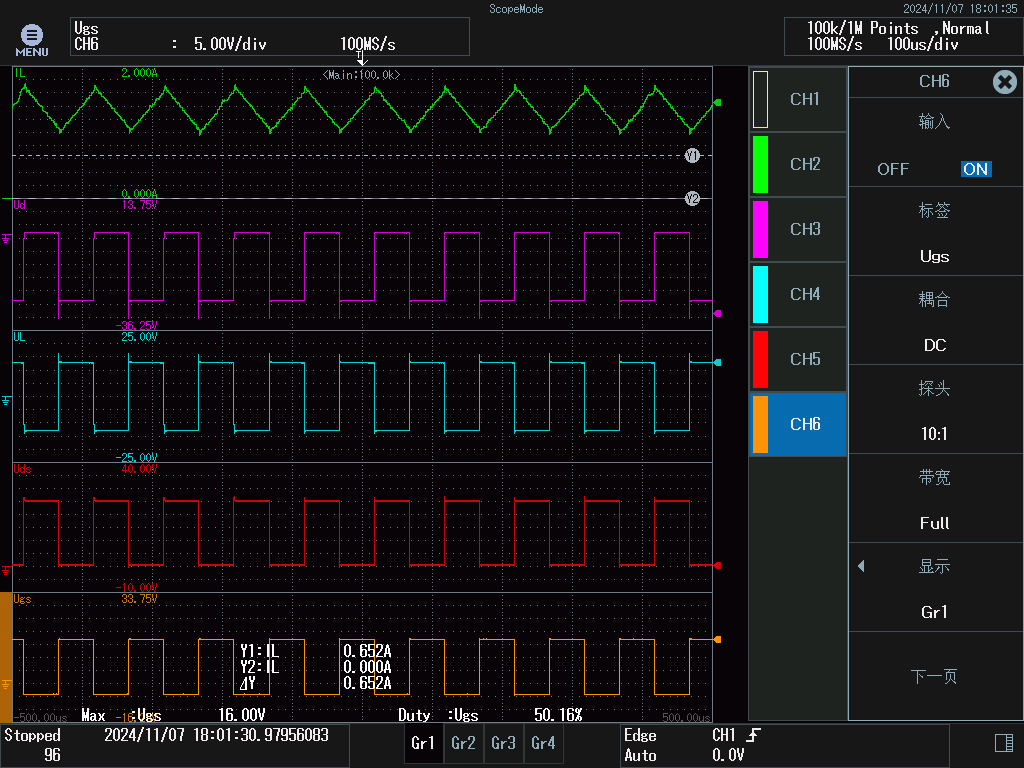 ScopeMode
2024/11/07 18:01:35
MENU
Ugs
CH6 : 5.00V/div 100MS/s
100k/1M Points ,Normal
100MS/s 100us/div
<Main:100.0k>
IL 2.000A
Y1
0.000A
Y2
Ud 13.75V
-36.25V
UL 25.00V
-25.00V
Uds 40.00V
-10.00V
Ugs 33.75V
Y1:IL 0.652A
Y2:IL 0.000A
ΔY 0.652A
-500.00us 500.00us
Max :Ugs 16.00V Duty :Ugs 50.16%
CH1
CH2
CH3
CH4
CH5
CH6
CH6
输入
OFF ON
标签
Ugs
耦合
DC
探头
10:1
带宽
Full
显示
Gr1
下一页
Stopped 2024/11/07 18:01:30.97956083
96
Gr1 Gr2 Gr3 Gr4
Edge CH1
Auto 0.0V